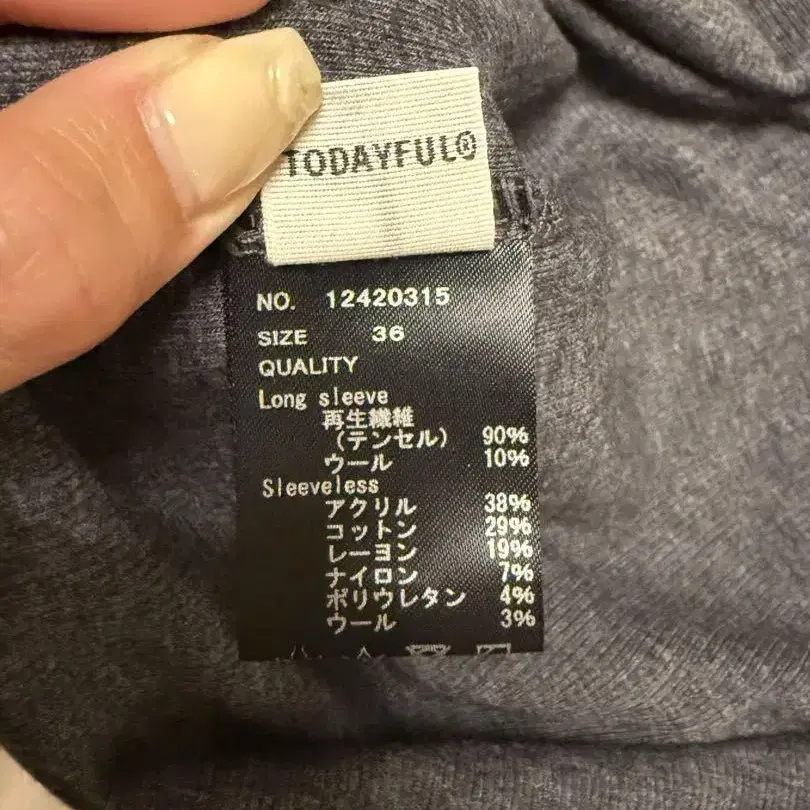 TODAYFUL®
NO. 12420315
SIZE 36
QUALITY
Long sleeve
再生繊維
（テンセル） 90%
ウール 10%
Sleeveless
アクリル 38%
コットン 29%
レーヨン 19%
ナイロン 7%
ポリウレタン 4%
ウール 3%